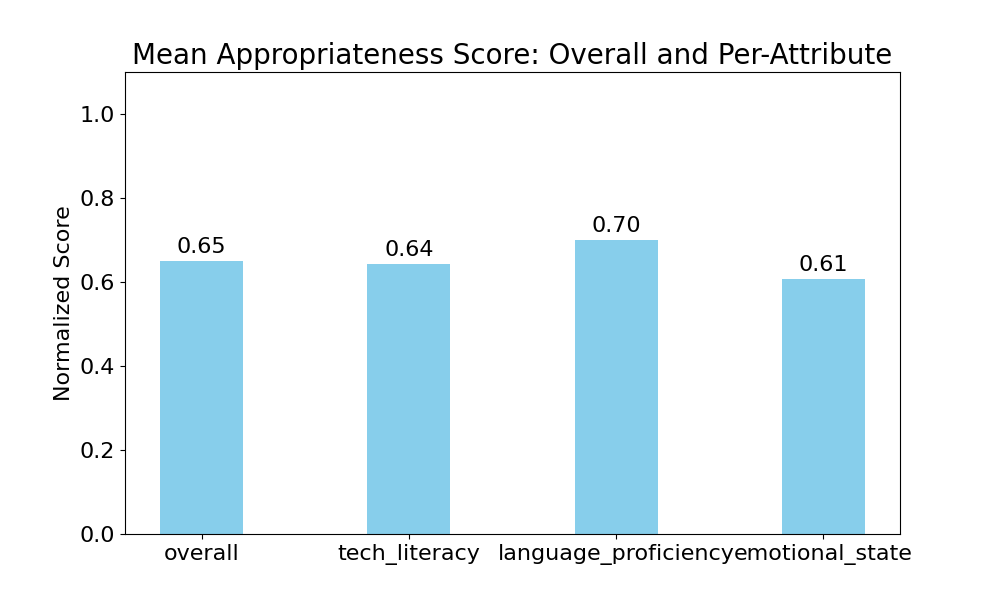 Mean Appropriateness Score: Overall and Per-Attribute
Normalized Score
1.0
0.8
0.6
0.4
0.2
0.0
0.65
0.64
0.70
0.61
overall
tech_literacy
language_proficiency
emotional_state